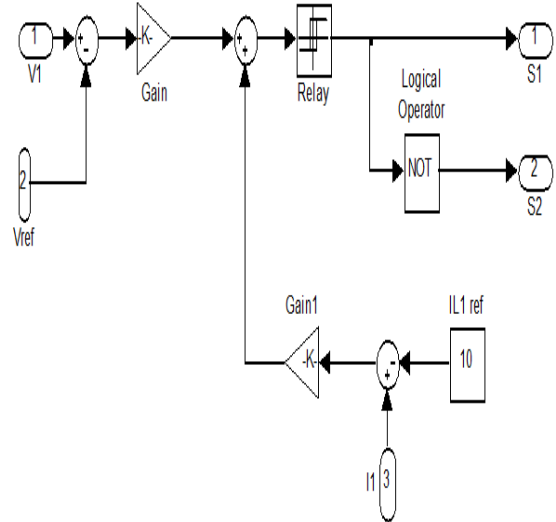 1
V1
+
-
-K-
Gain
+
+
Relay
1
S1
Logical
Operator
NOT
2
S2
2
Vref
Gain1
-K-
-
+
IL1 ref
10
I1
3